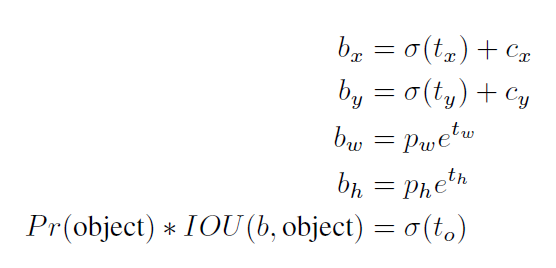 b_x = σ(t_x) + c_x
b_y = σ(t_y) + c_y
b_w = p_w e^{t_w}
b_h = p_h e^{t_h}
Pr(object) ∗ IOU(b, object) = σ(t_o)